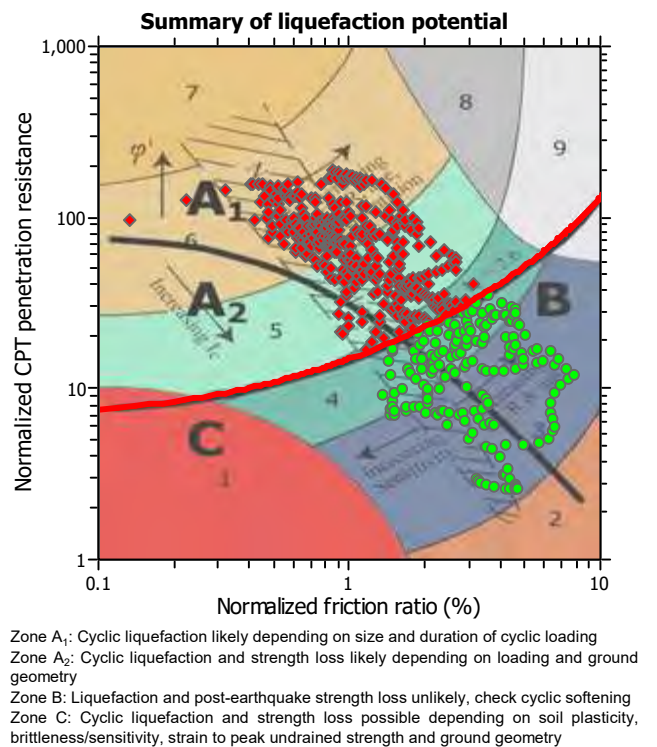 Summary of liquefaction potential
1,000
7
8
9
φ'
A1
100
6
A2
Increasing Ic
5
B
10
4
C
Increasing
sensitivity
1
2
1
0.1
1
10
Normalized CPT penetration resistance
Normalized friction ratio (%)
Zone A1: Cyclic liquefaction likely depending on size and duration of cyclic loading
Zone A2: Cyclic liquefaction and strength loss likely depending on loading and ground
geometry
Zone B: Liquefaction and post-earthquake strength loss unlikely, check cyclic softening
Zone C: Cyclic liquefaction and strength loss possible depending on soil plasticity,
brittleness/sensitivity, strain to peak undrained strength and ground geometry